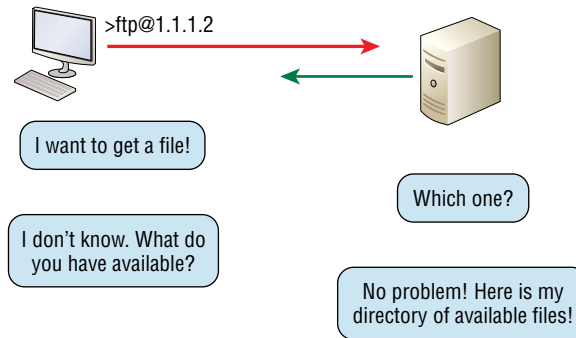 >ftp@1.1.1.2
I want to get a file!
Which one?
I don't know. What do
you have available?
No problem! Here is my
directory of available files!